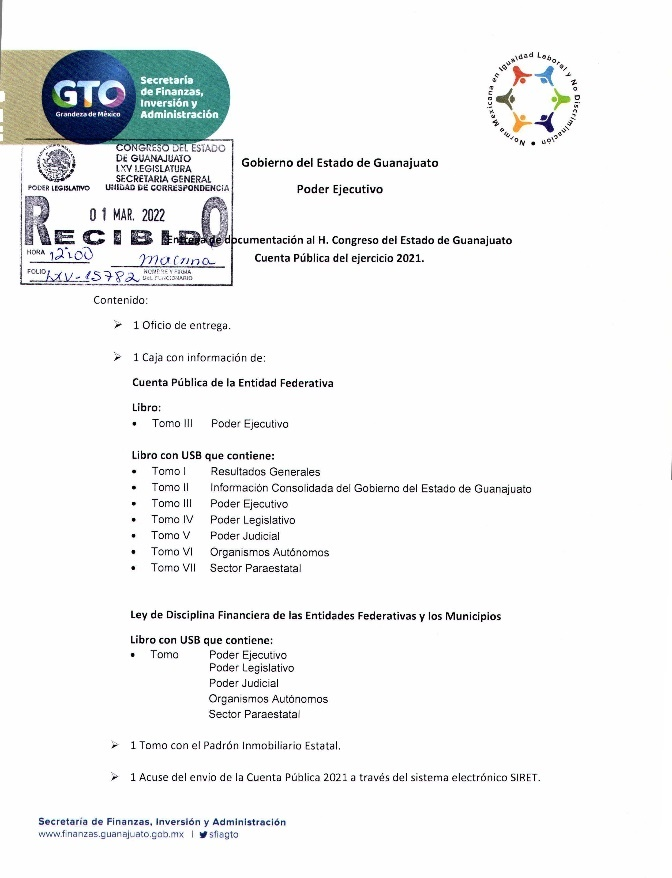 GTO
Grandeza de México
Secretaría
de Finanzas,
Inversión y
Administración
Norma Mexicana en Igualdad Laboral y No Discriminación
CONGRESO DEL ESTADO
DE GUANAJUATO
LXV LEGISLATURA
SECRETARIA GENERAL
UNIDAD DE CORRESPONDENCIA
PODER LEGISLATIVO
01 MAR. 2022
RECIBIDO
HORA 12:00
FOLIO LXV-15782
NOMBRE Y FIRMA
DEL FUNCIONARIO
Gobierno del Estado de Guanajuato
Poder Ejecutivo
Entrega de documentación al H. Congreso del Estado de Guanajuato
Cuenta Pública del ejercicio 2021.
Contenido:
➢ 1 Oficio de entrega.
➢ 1 Caja con información de:
Cuenta Pública de la Entidad Federativa
Libro:
• Tomo III Poder Ejecutivo
Libro con USB que contiene:
• Tomo I Resultados Generales
• Tomo II Información Consolidada del Gobierno del Estado de Guanajuato
• Tomo III Poder Ejecutivo
• Tomo IV Poder Legislativo
• Tomo V Poder Judicial
• Tomo VI Organismos Autónomos
• Tomo VII Sector Paraestatal
Ley de Disciplina Financiera de las Entidades Federativas y los Municipios
Libro con USB que contiene:
• Tomo Poder Ejecutivo
Poder Legislativo
Poder Judicial
Organismos Autónomos
Sector Paraestatal
➢ 1 Tomo con el Padrón Inmobiliario Estatal.
➢ 1 Acuse del envío de la Cuenta Pública 2021 a través del sistema electrónico SIRET.
Secretaría de Finanzas, Inversión y Administración
www.finanzas.guanajuato.gob.mx | sfiagto